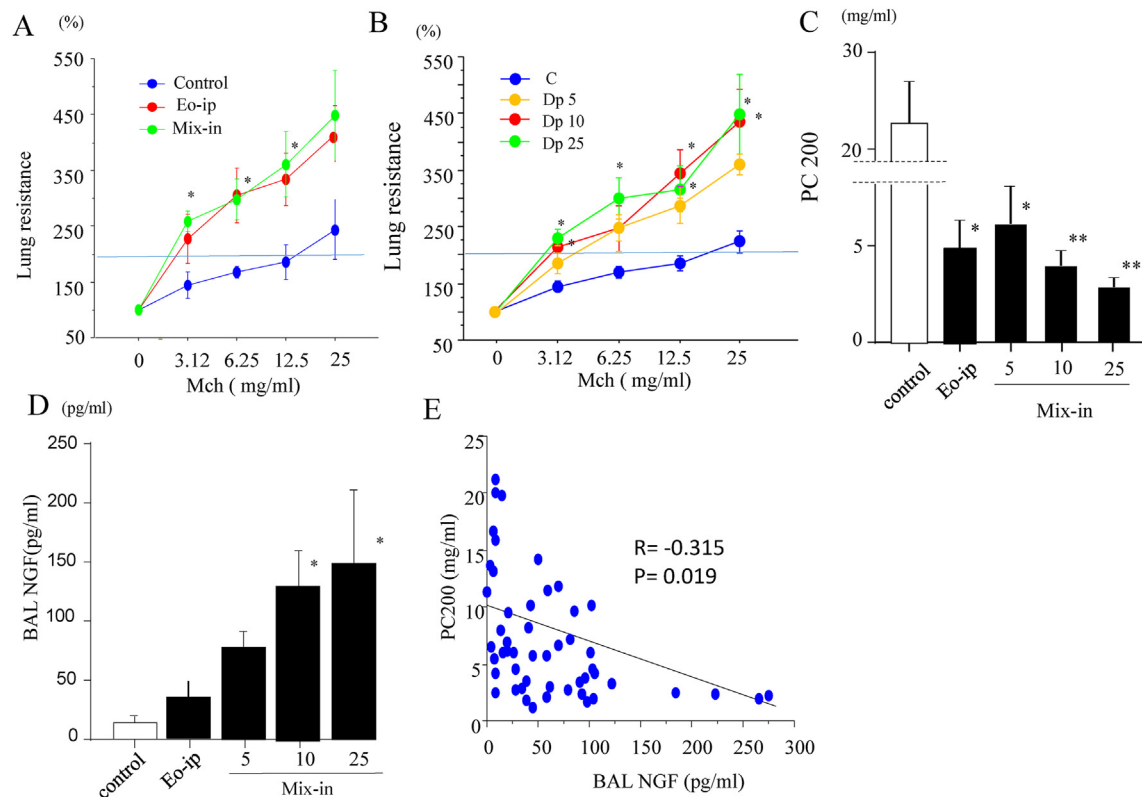 A (%)
550
450
350
250
150
50
Lung resistance
Control
Eo-ip
Mix-in
*
*
*
0 3.12 6.25 12.5 25
Mch ( mg/ml)
B (%)
550
450
350
250
150
50
Lung resistance
C
Dp 5
Dp 10
Dp 25
*
*
*
*
*
*
*
0 3.12 6.25 12.5 25
Mch ( mg/ml)
C (mg/ml)
30
20
5
0
PC 200
* * ** **
control Eo-ip 5 10 25
Mix-in
D (pg/ml)
250
200
150
100
50
0
BAL NGF(pg/ml)
* *
control Eo-ip 5 10 25
Mix-in
E
25
20
15
10
5
0
PC200 (mg/ml)
R= -0.315
P= 0.019
0 50 100 150 200 250 300
BAL NGF (pg/ml)